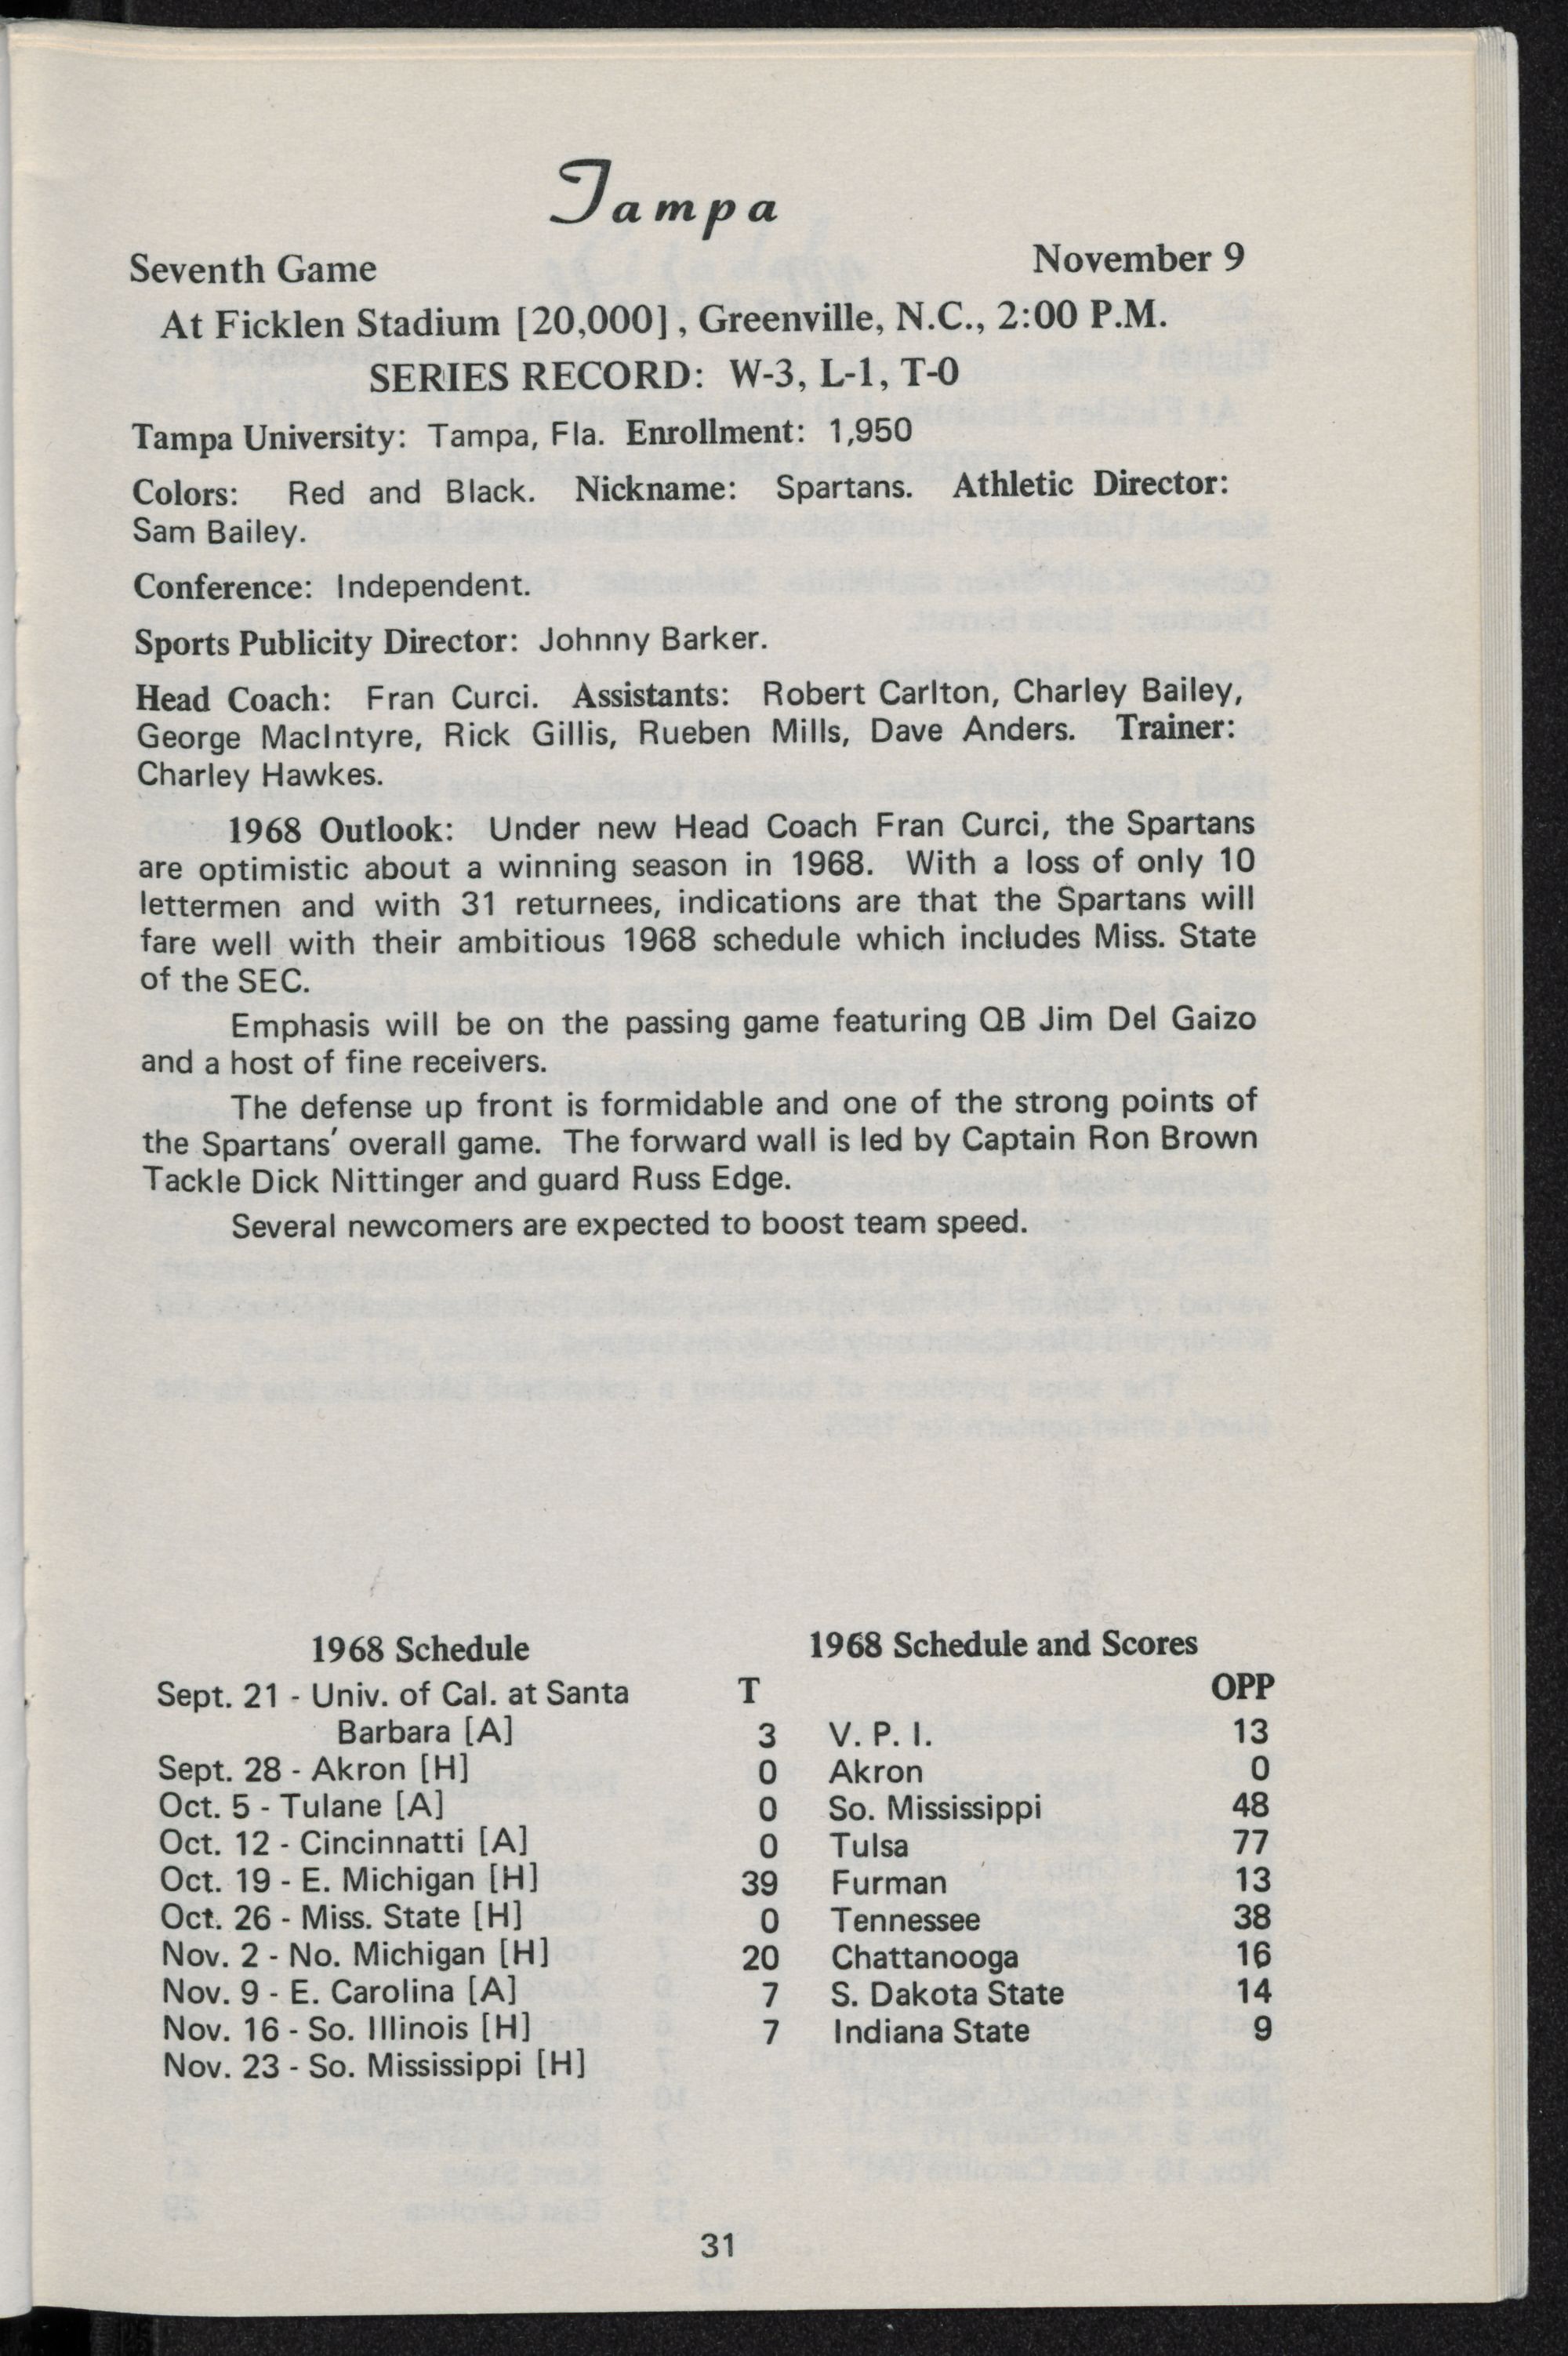 Tampa
Seventh Game November 9
At Ficklen Stadium [20,000], Greenville, N.C., 2:00 P.M.
SERIES RECORD: W-3, L-1, T-0
Tampa University: Tampa, Fla. Enrollment: 1,950
Colors: Red and Black. Nickname: Spartans. Athletic Director:
Sam Bailey.
Conference: Independent.
Sports Publicity Director: Johnny Barker.
Head Coach: Fran Curci. Assistants: Robert Carlton, Charley Bailey,
George MacIntyre, Rick Gillis, Rueben Mills, Dave Anders. Trainer:
Charley Hawkes.
1968 Outlook: Under new Head Coach Fran Curci, the Spartans
are optimistic about a winning season in 1968. With a loss of only 10
lettermen and with 31 returnees, indications are that the Spartans will
fare well with their ambitious 1968 schedule which includes Miss. State
of the SEC.
Emphasis will be on the passing game featuring QB Jim Del Gaizo
and a host of fine receivers.
The defense up front is formidable and one of the strong points of
the Spartans' overall game. The forward wall is led by Captain Ron Brown
Tackle Dick Nittinger and guard Russ Edge.
Several newcomers are expected to boost team speed.
1968 Schedule
Sept. 21 - Univ. of Cal. at Santa
Barbara [A]
Sept. 28 - Akron [H]
Oct. 5 - Tulane [A]
Oct. 12 - Cincinnatti [A]
Oct. 19 - E. Michigan [H]
Oct. 26 - Miss. State [H]
Nov. 2 - No. Michigan [H]
Nov. 9 - E. Carolina [A]
Nov. 16 - So. Illinois [H]
Nov. 23 - So. Mississippi [H]
1968 Schedule and Scores
T OPP
3 V. P. I. 13
0 Akron 0
0 So. Mississippi 48
0 Tulsa 77
39 Furman 13
0 Tennessee 38
20 Chattanooga 16
7 S. Dakota State 14
7 Indiana State 9
31